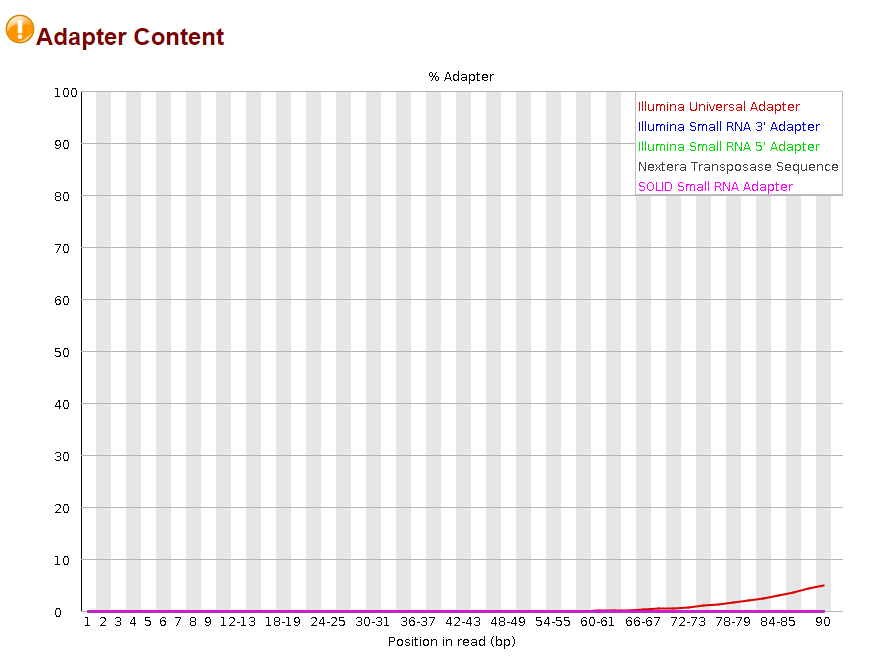 Adapter Content
% Adapter
100
90
80
70
60
50
40
30
20
10
0
Illumina Universal Adapter
Illumina Small RNA 3' Adapter
Illumina Small RNA 5' Adapter
Nextera Transposase Sequence
SOLID Small RNA Adapter
1 2 3 4 5 6 7 8 9 12-13 18-19 24-25 30-31 36-37 42-43 48-49 54-55 60-61 66-67 72-73 78-79 84-85 90
Position in read (bp)